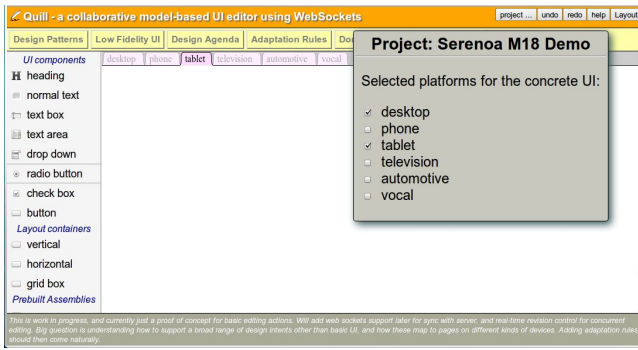 Quill - a collaborative model-based UI editor using WebSockets
project ... undo redo help Layout
Design Patterns Low Fidelity UI Design Agenda Adaptation Rules Do
Project: Serenoa M18 Demo
UI components
desktop phone tablet television automotive vocal
H heading
normal text
text box
text area
drop down
radio button
check box
button
Layout containers
vertical
horizontal
grid box
Prebuilt Assemblies
Selected platforms for the concrete UI:
desktop
phone
tablet
television
automotive
vocal
This is work in progress, and currently just a proof of concept for basic editing actions. Will add web sockets support later for sync with server, and real-time revision control for concurrent
editing. Big question is understanding how to support a broad range of design intents other than basic UI, and how these map to pages on different kinds of devices. Adding adaptation rules
should then come naturally.